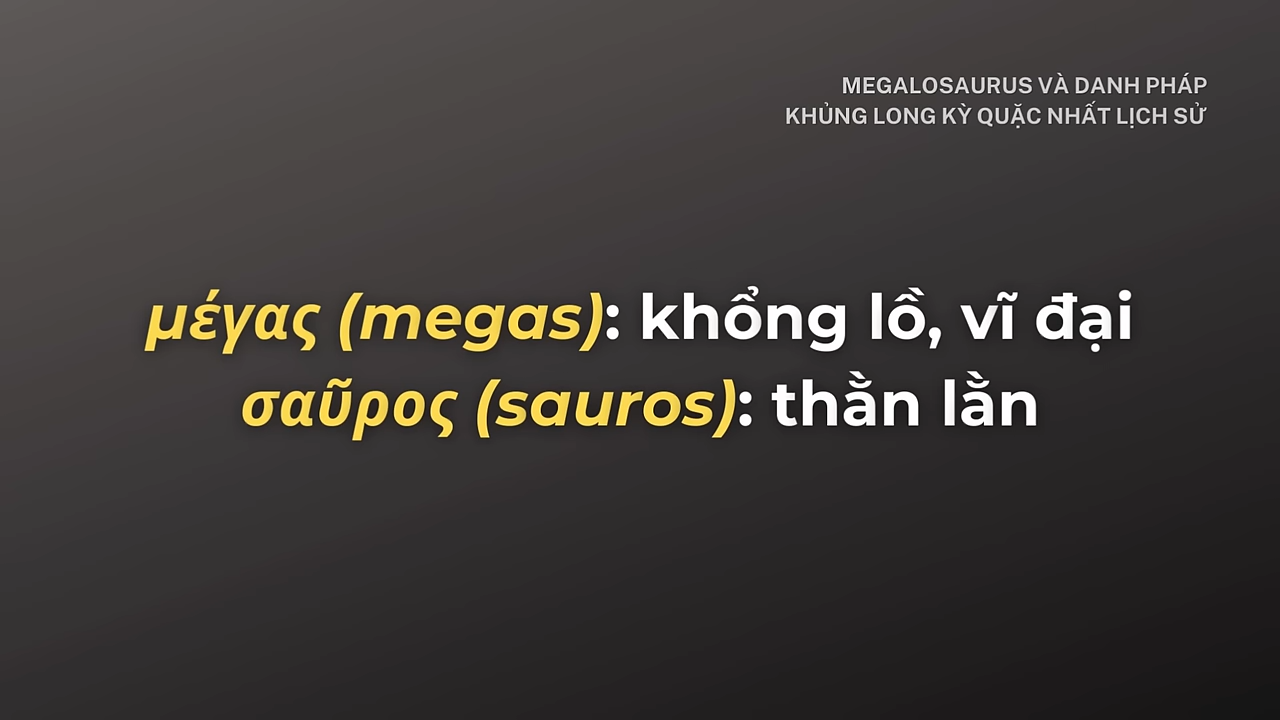 MEGALOSAURUS VÀ DANH PHÁP
KHỦNG LONG KỲ QUẶC NHẤT LỊCH SỬ
μέγας (megas): khổng lồ, vĩ đại
σαῦρος (sauros): thằn lằn